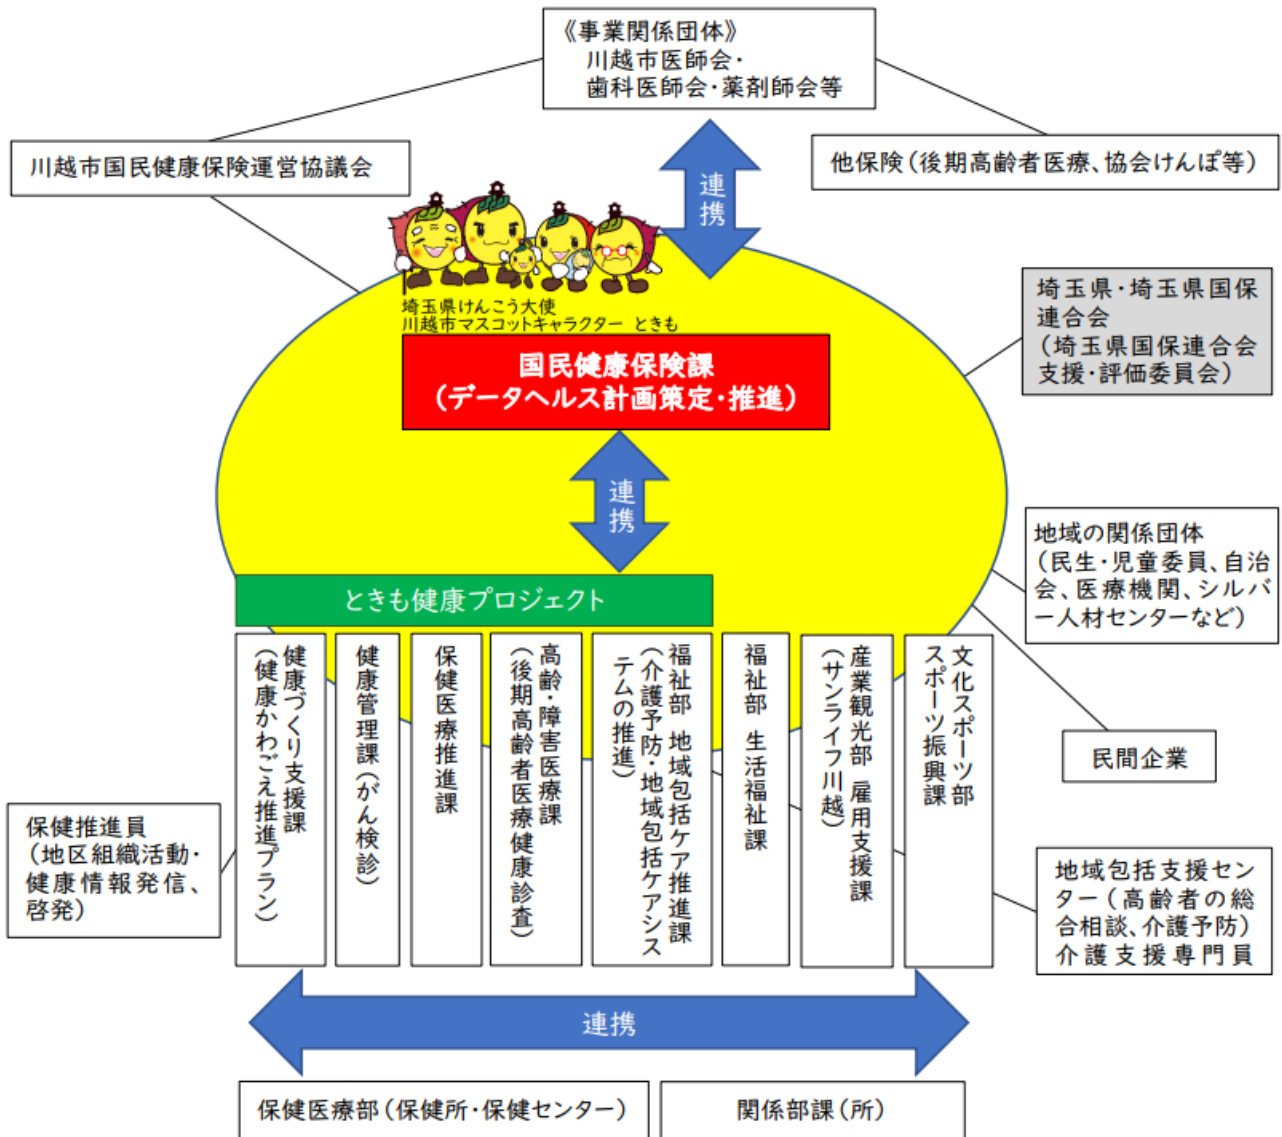 《事業関係団体》
川越市医師会・
歯科医師会・薬剤師会等
川越市国民健康保険運営協議会
他保険(後期高齢者医療、協会けんぽ等)
連携
埼玉県けんこう大使
川越市マスコットキャラクター ときも
埼玉県・埼玉県国保
連合会
(埼玉県国保連合会
支援・評価委員会)
国民健康保険課
(データヘルス計画策定・推進)
連携
地域の関係団体
(民生・児童委員、自治
会、医療機関、シルバ
ー人材センターなど)
ときも健康プロジェクト
健康づくり支援課
(健康かわごえ推進プラン)
健康管理課(がん検診)
保健医療推進課
高齢・障害医療課
(後期高齢者医療健康診査)
福祉部 地域包括ケア推進課
(介護予防・地域包括ケアシス
テムの推進)
福祉部 生活福祉課
産業観光部 雇用支援課
(サンライフ川越)
文化スポーツ部
スポーツ振興課
民間企業
保健推進員
(地区組織活動・
健康情報発信、
啓発)
地域包括支援セン
ター(高齢者の総
合相談、介護予防)
介護支援専門員
連携
保健医療部(保健所・保健センター)
関係部課(所)